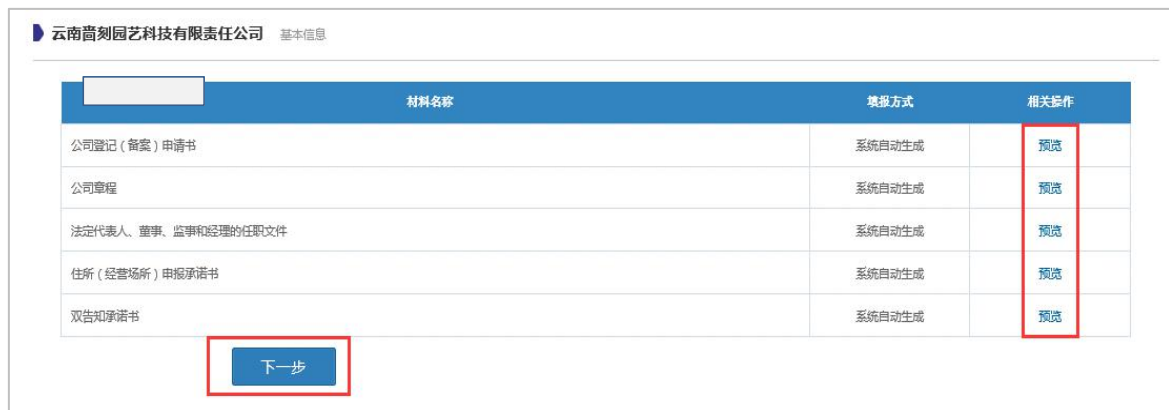 云南啬刻园艺科技有限责任公司 基本信息
材料名称 填报方式 相关操作
公司登记（备案）申请书 系统自动生成 预览
公司章程 系统自动生成 预览
法定代表人、董事、监事和经理的任职文件 系统自动生成 预览
住所（经营场所）申报承诺书 系统自动生成 预览
双告知承诺书 系统自动生成 预览
下一步